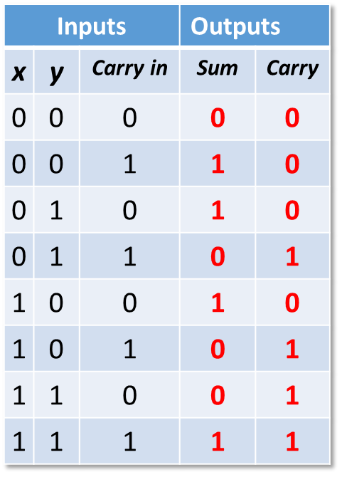 Inputs Outputs
x y Carry in Sum Carry
0 0 0 0 0
0 0 1 1 0
0 1 0 1 0
0 1 1 0 1
1 0 0 1 0
1 0 1 0 1
1 1 0 0 1
1 1 1 1 1